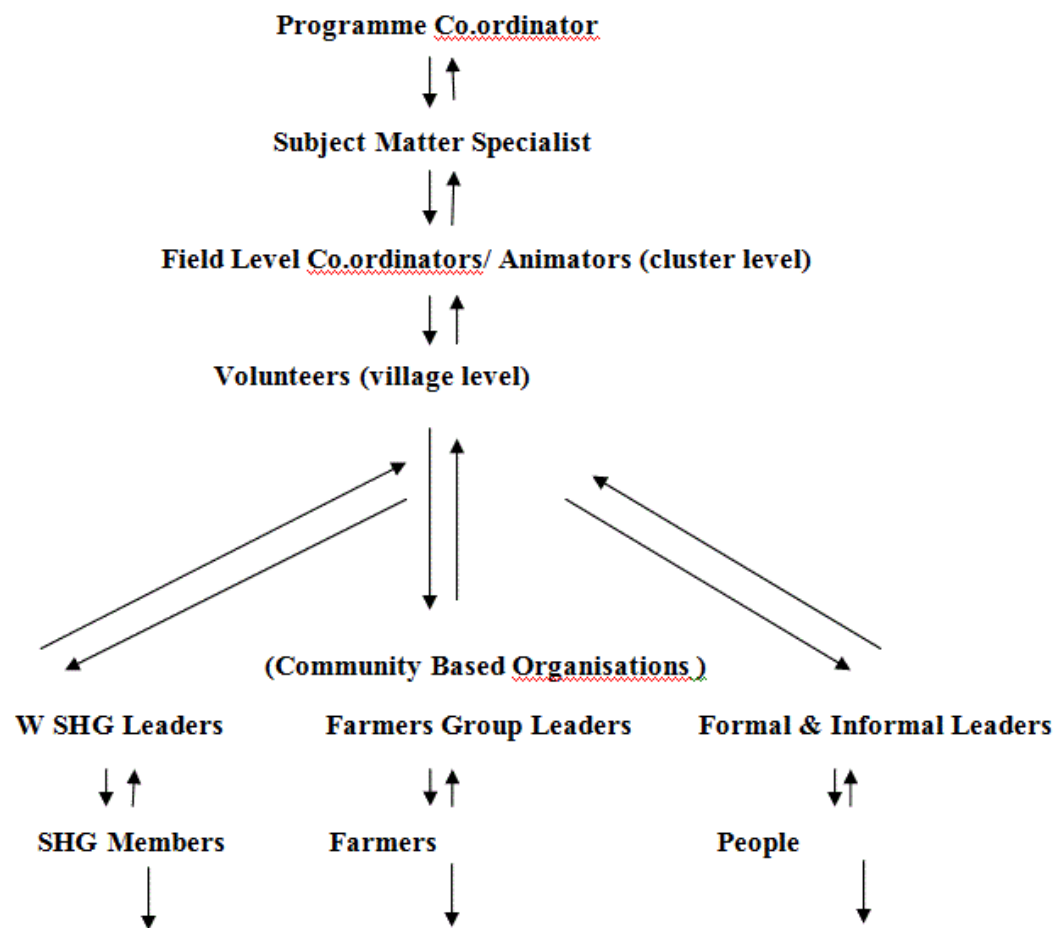 Programme Co.ordinator
Subject Matter Specialist
Field Level Co.ordinators/ Animators (cluster level)
Volunteers (village level)
(Community Based Organisations )
W SHG Leaders Farmers Group Leaders Formal & Informal Leaders
SHG Members Farmers People